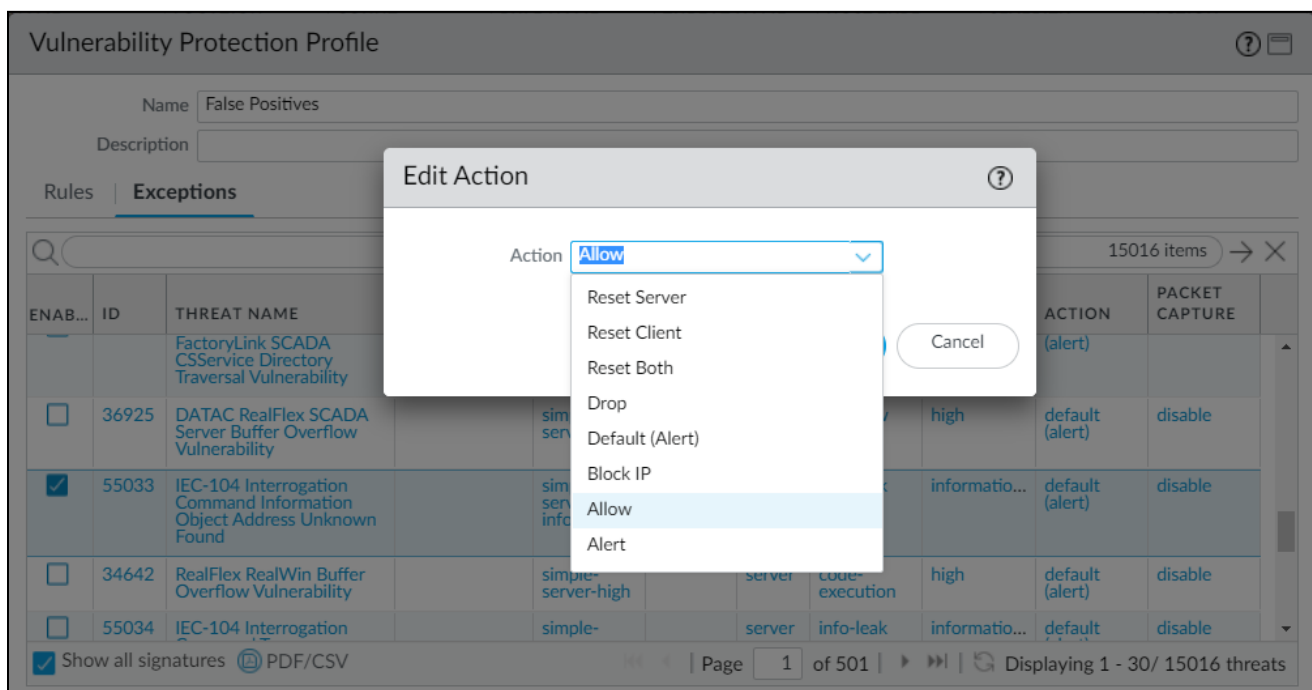 Vulnerability Protection Profile
Name False Positives
Description
Rules | Exceptions
15016 items
ENAB... ID THREAT NAME ACTION PACKET CAPTURE
FactoryLink SCADA CSService Directory Traversal Vulnerability (alert)
36925 DATAC RealFlex SCADA Server Buffer Overflow Vulnerability high default (alert) disable
55033 IEC-104 Interrogation Command Information Object Address Unknown Found informatio... default (alert) disable
34642 RealFlex RealWin Buffer Overflow Vulnerability simple-server-high server code-execution high default (alert) disable
55034 IEC-104 Interrogation simple- server info-leak informatio... default disable
Show all signatures PDF/CSV
Page 1 of 501 Displaying 1 - 30/ 15016 threats
Edit Action
Action Allow
Reset Server
Reset Client
Reset Both
Drop
Default (Alert)
Block IP
Allow
Alert
Cancel